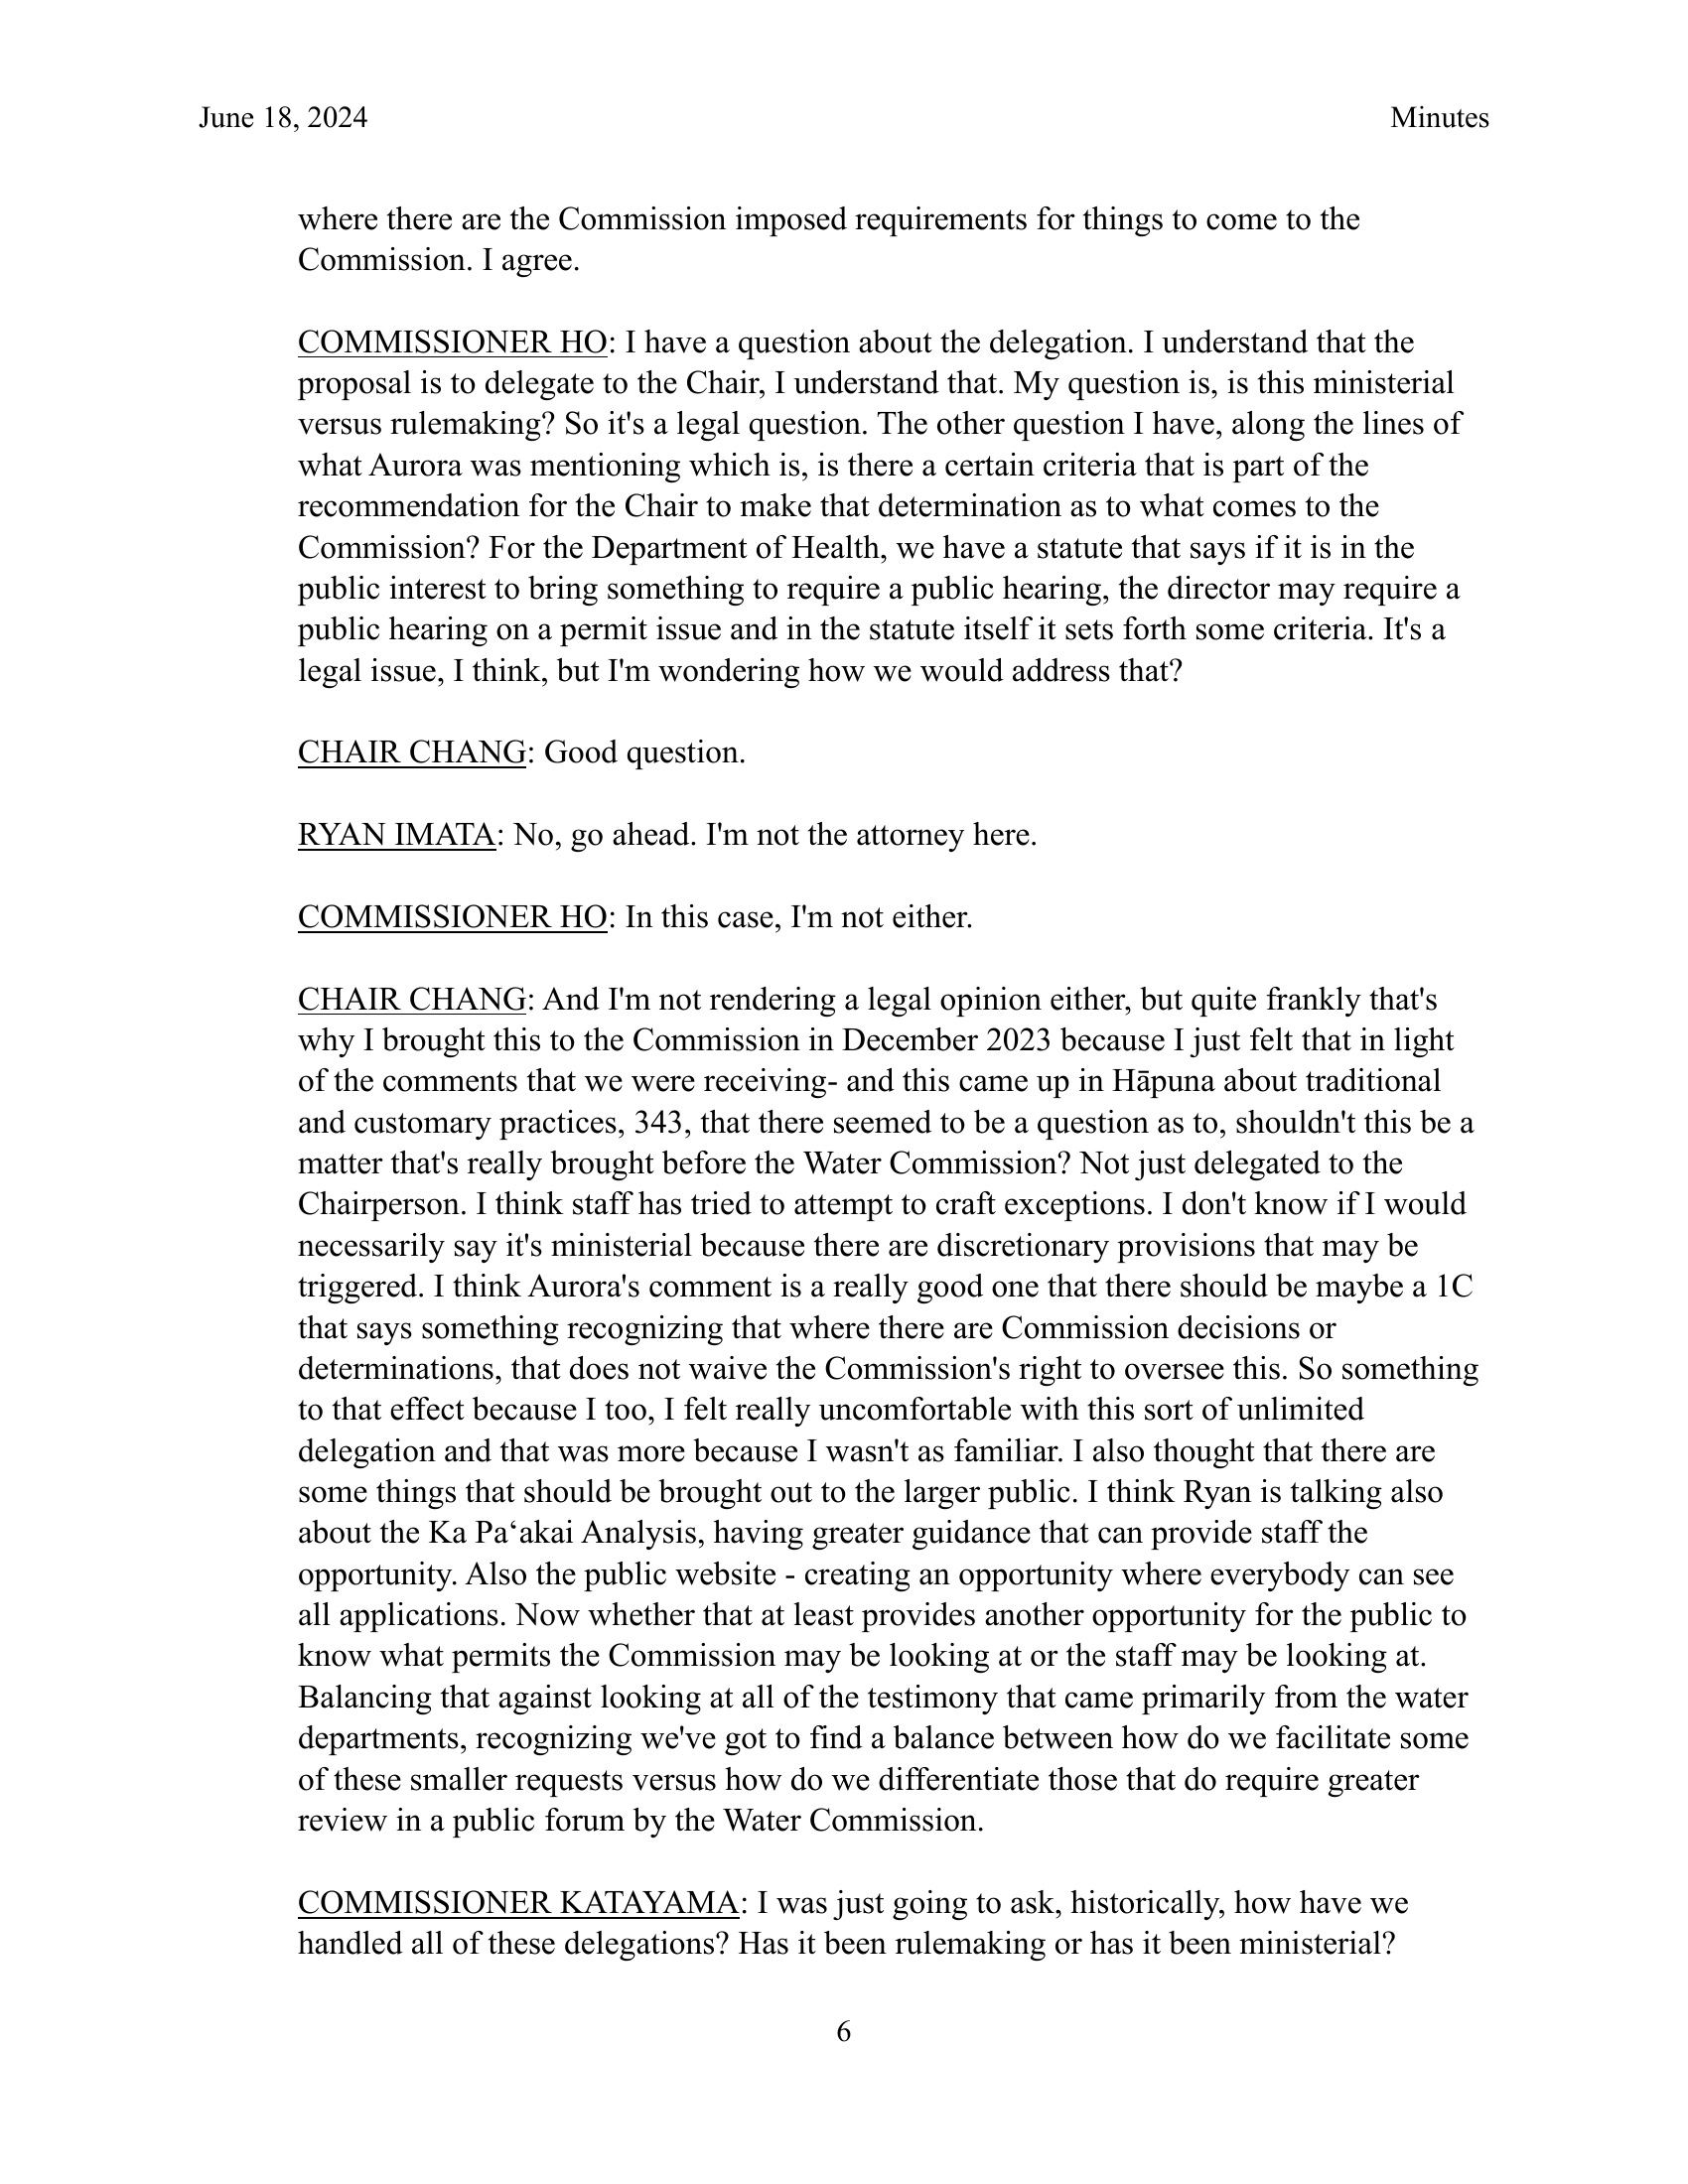 June 18, 2024 Minutes
where there are the Commission imposed requirements for things to come to the
Commission. I agree.
COMMISSIONER HO: I have a question about the delegation. I understand that the
proposal is to delegate to the Chair, I understand that. My question is, is this ministerial
versus rulemaking? So it's a legal question. The other question I have, along the lines of
what Aurora was mentioning which is, is there a certain criteria that is part of the
recommendation for the Chair to make that determination as to what comes to the
Commission? For the Department of Health, we have a statute that says if it is in the
public interest to bring something to require a public hearing, the director may require a
public hearing on a permit issue and in the statute itself it sets forth some criteria. It's a
legal issue, I think, but I'm wondering how we would address that?
CHAIR CHANG: Good question.
RYAN IMATA: No, go ahead. I'm not the attorney here.
COMMISSIONER HO: In this case, I'm not either.
CHAIR CHANG: And I'm not rendering a legal opinion either, but quite frankly that's
why I brought this to the Commission in December 2023 because I just felt that in light
of the comments that we were receiving- and this came up in Hāpuna about traditional
and customary practices, 343, that there seemed to be a question as to, shouldn't this be a
matter that's really brought before the Water Commission? Not just delegated to the
Chairperson. I think staff has tried to attempt to craft exceptions. I don't know if I would
necessarily say it's ministerial because there are discretionary provisions that may be
triggered. I think Aurora's comment is a really good one that there should be maybe a 1C
that says something recognizing that where there are Commission decisions or
determinations, that does not waive the Commission's right to oversee this. So something
to that effect because I too, I felt really uncomfortable with this sort of unlimited
delegation and that was more because I wasn't as familiar. I also thought that there are
some things that should be brought out to the larger public. I think Ryan is talking also
about the Ka Pa‘akai Analysis, having greater guidance that can provide staff the
opportunity. Also the public website - creating an opportunity where everybody can see
all applications. Now whether that at least provides another opportunity for the public to
know what permits the Commission may be looking at or the staff may be looking at.
Balancing that against looking at all of the testimony that came primarily from the water
departments, recognizing we've got to find a balance between how do we facilitate some
of these smaller requests versus how do we differentiate those that do require greater
review in a public forum by the Water Commission.
COMMISSIONER KATAYAMA: I was just going to ask, historically, how have we
handled all of these delegations? Has it been rulemaking or has it been ministerial?
6